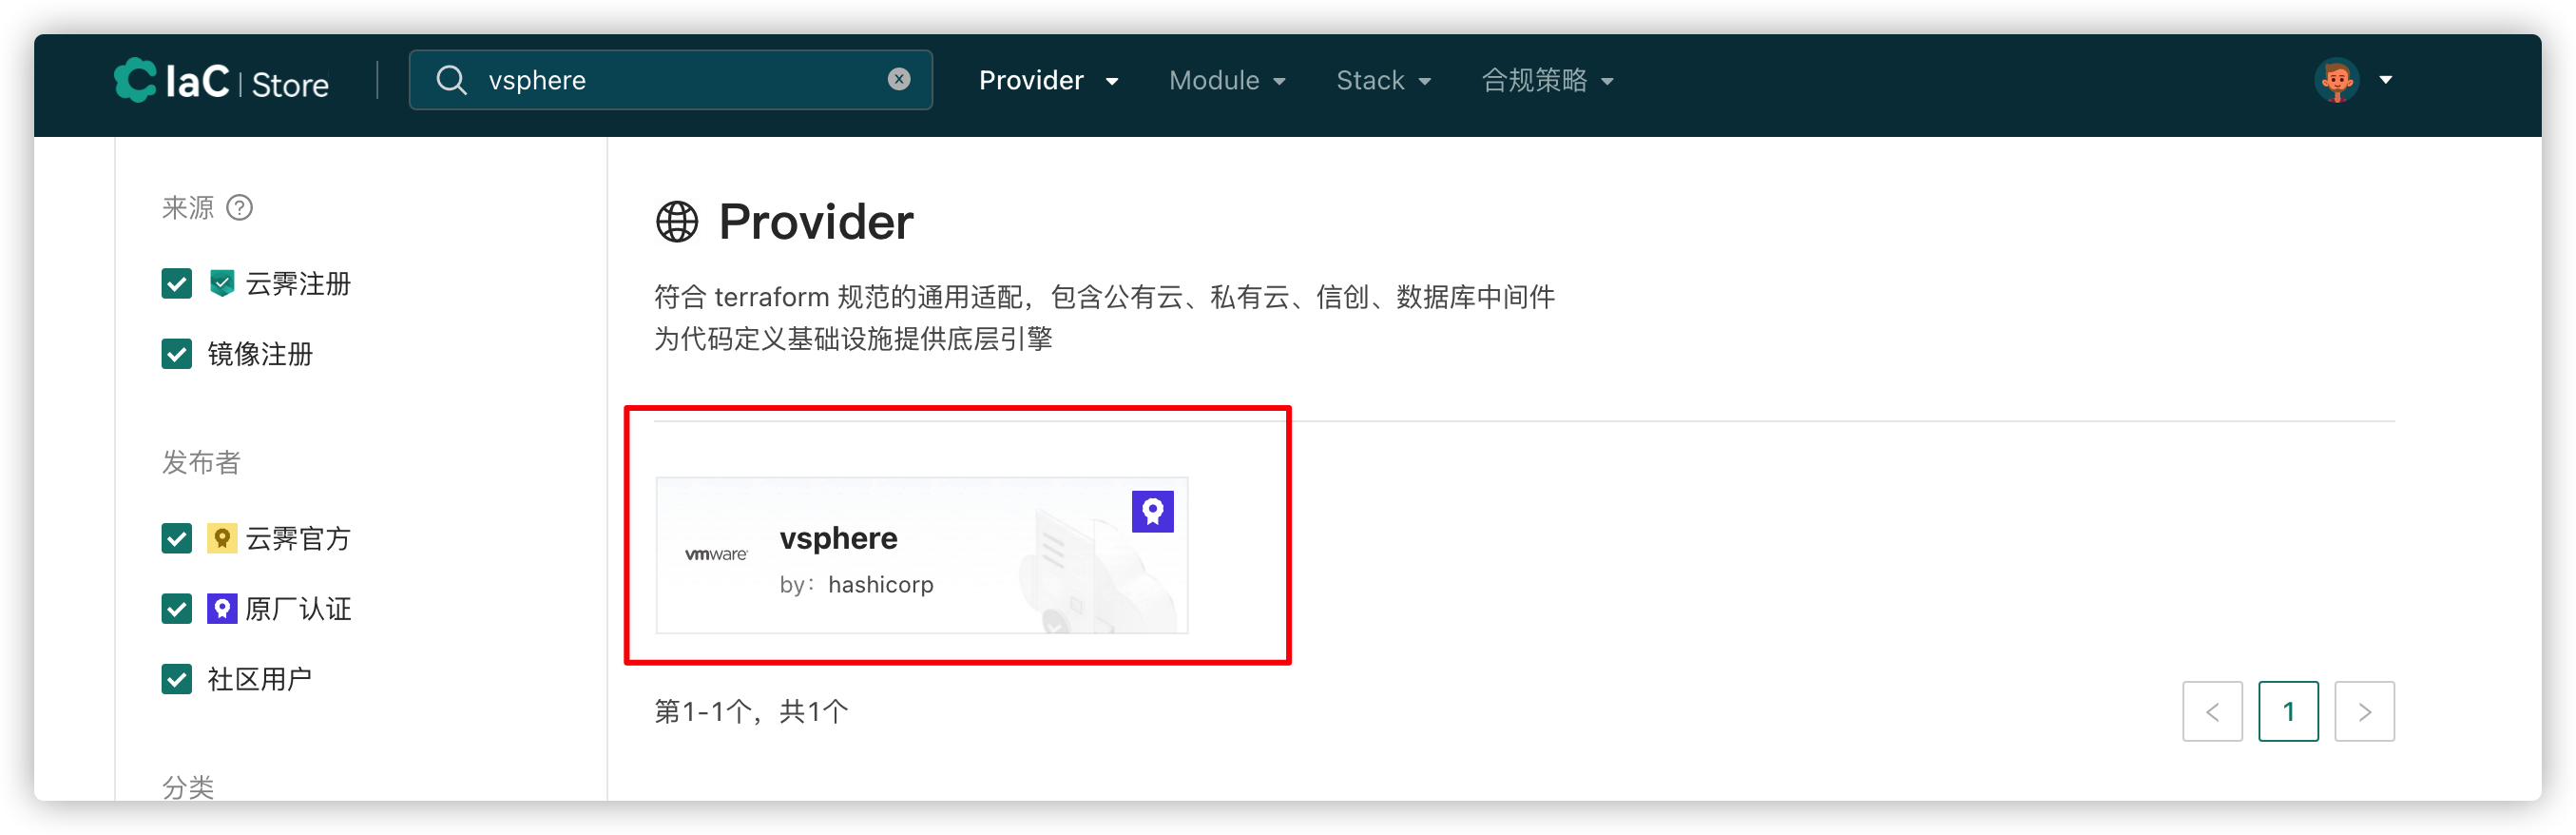 IaC | Store
vsphere
Provider
Module
Stack
合规策略
来源
云霁注册
镜像注册
发布者
云霁官方
原厂认证
社区用户
分类
Provider
符合 terraform 规范的通用适配，包含公有云、私有云、信创、数据库中间件
为代码定义基础设施提供底层引擎
vmware
vsphere
by：hashicorp
第1-1个，共1个
< 1 >